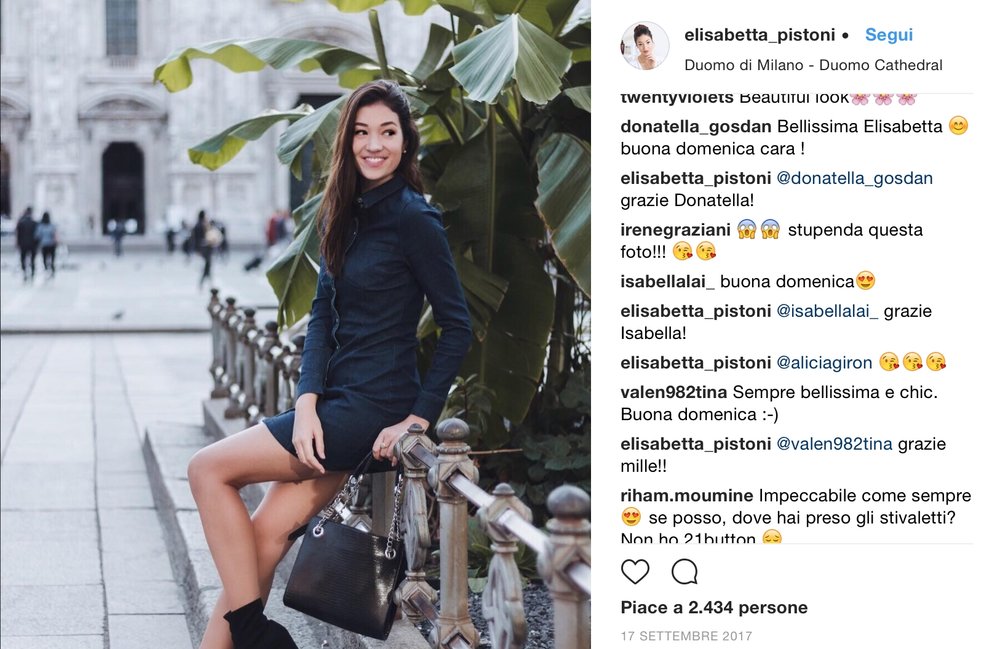 elisabetta_pistoni • Segui
Duomo di Milano - Duomo Cathedral
twentyviolets Beautiful look🌸🌸🌸
donatella_gosdan Bellissima Elisabetta 😊
buona domenica cara !
elisabetta_pistoni @donatella_gosdan
grazie Donatella!
irenegraziani 😱😱 stupenda questa
foto!!! 😘😘
isabellalai_ buona domenica😍
elisabetta_pistoni @isabellalai_ grazie
Isabella!
elisabetta_pistoni @aliciagiron 😘😘😘
valen982tina Sempre bellissima e chic.
Buona domenica :-)
elisabetta_pistoni @valen982tina grazie
mille!!
riham.moumine Impeccabile come sempre
😍 se posso, dove hai preso gli stivaletti?
Non ho 21button 😔
Piace a 2.434 persone
17 SETTEMBRE 2017